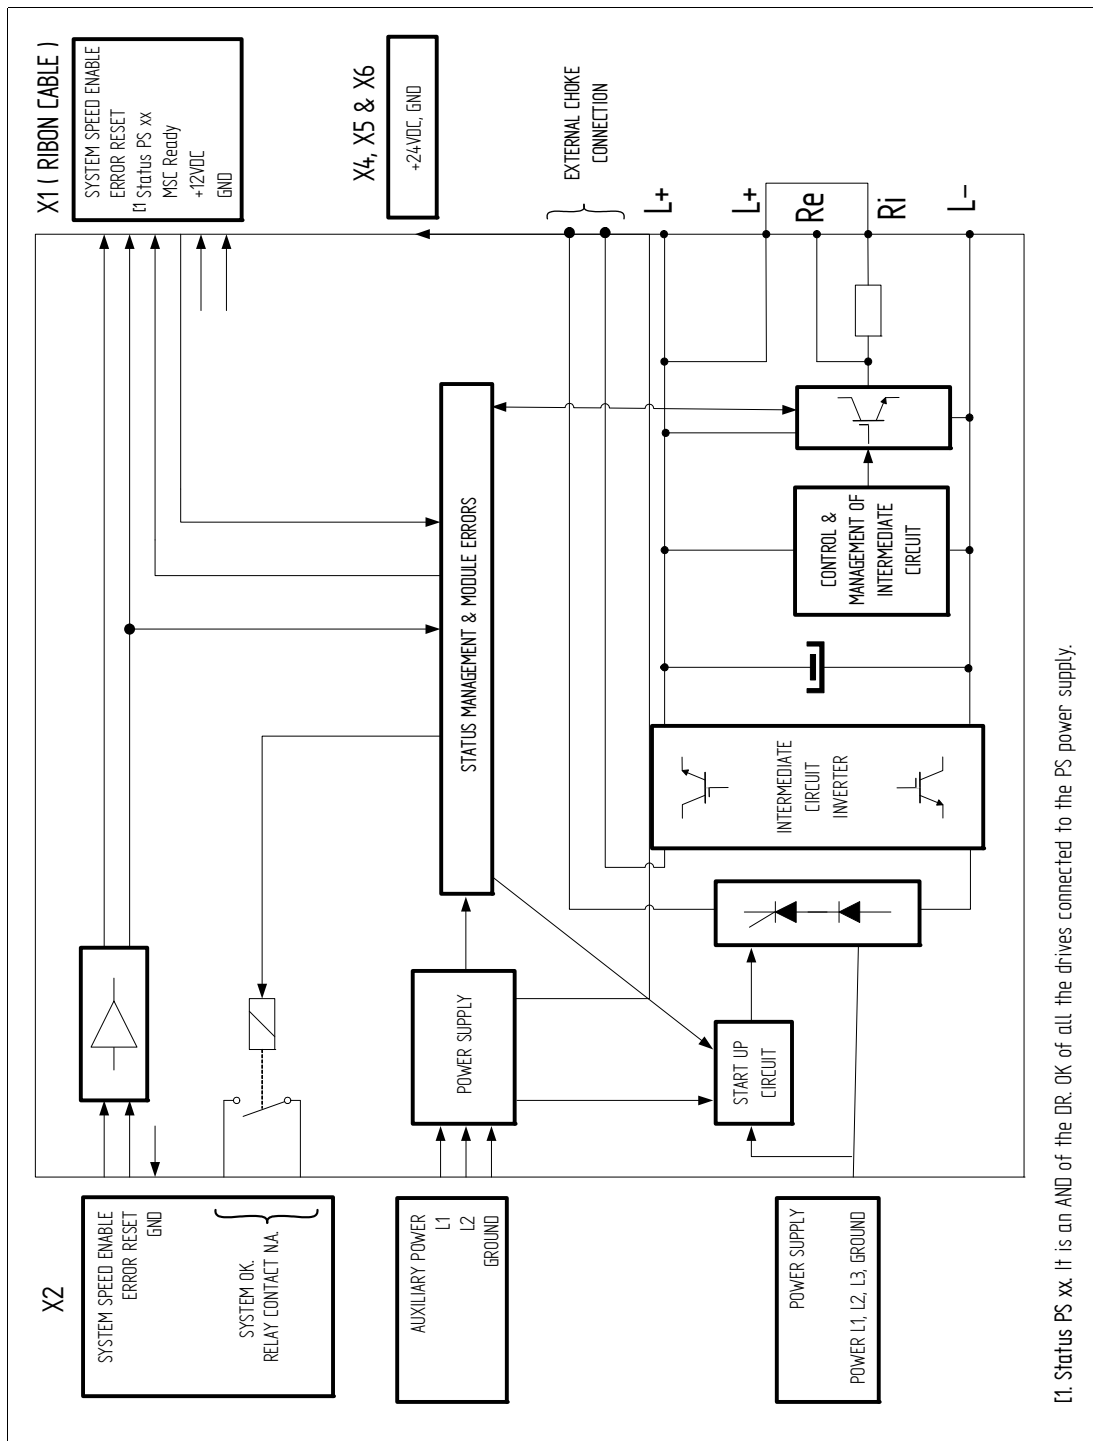 X2
SYSTEM SPEED ENABLE
ERROR RESET
GND
SYSTEM OK.
RELAY CONTACT N.A.
AUXILIARY POWER
L1
L2
GROUND
POWER SUPPLY
POWER L1, L2, L3, GROUND
POWER SUPPLY
START UP
CIRCUIT
STATUS MANAGEMENT & MODULE ERRORS
INTERMEDIATE
CIRCUIT
INVERTER
CONTROL &
MANAGEMENT OF
INTERMEDIATE
CIRCUIT
X1 ( RIBON CABLE )
SYSTEM SPEED ENABLE
ERROR RESET
[1 Status PS xx
MSC Ready
+12VDC
GND
X4, X5 & X6
+24VDC, GND
EXTERNAL CHOKE
CONNECTION
L+
L+
Re
Ri
L-
[1. Status PS xx. It is an AND of the DR. OK of all the drives connected to the PS power supply.